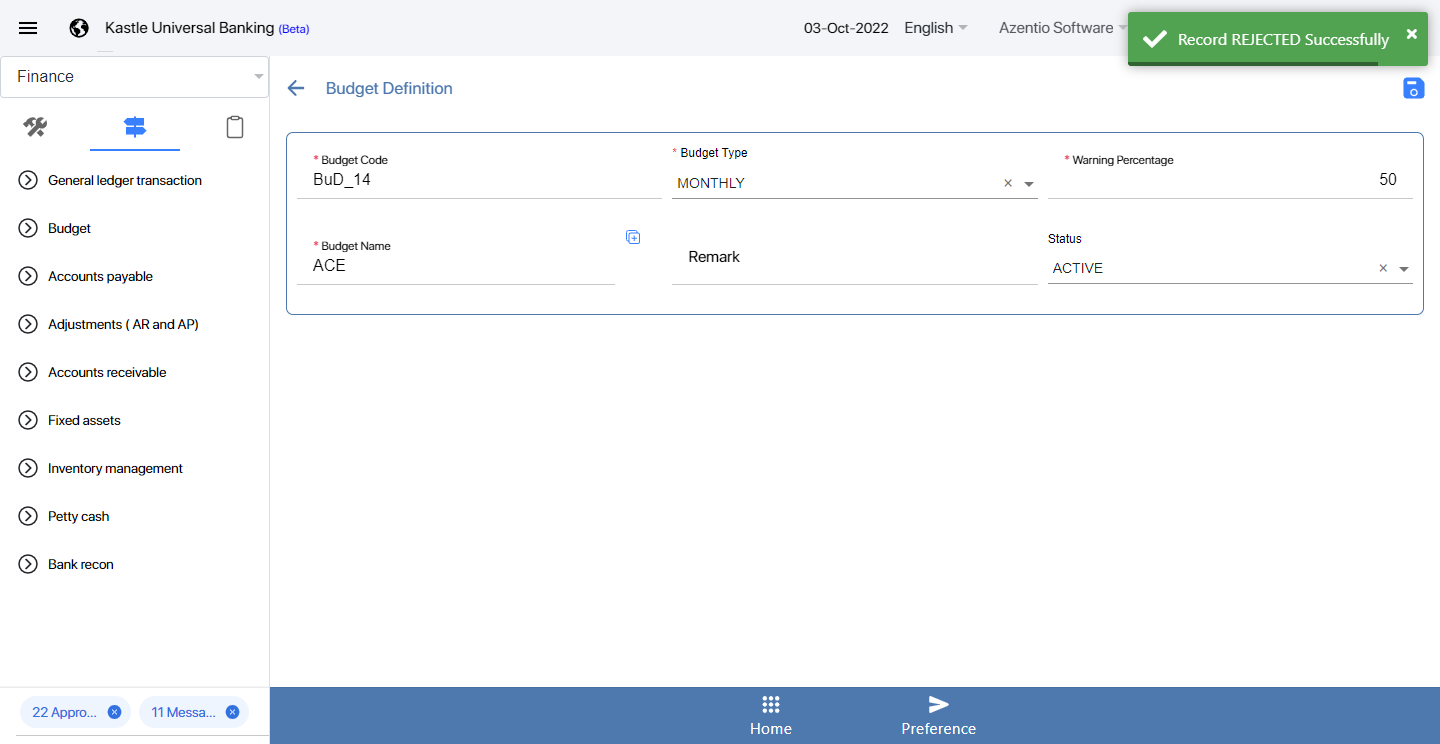 Kastle Universal Banking (Beta)
03-Oct-2022
English
Azentio Software
Record REJECTED Successfully
Finance
Budget Definition
General ledger transaction
Budget
Accounts payable
Adjustments ( AR and AP)
Accounts receivable
Fixed assets
Inventory management
Petty cash
Bank recon
* Budget Code
BuD_14
* Budget Type
MONTHLY
* Warning Percentage
50
* Budget Name
ACE
Remark
Status
ACTIVE
22 Appro...
11 Messa...
Home
Preference